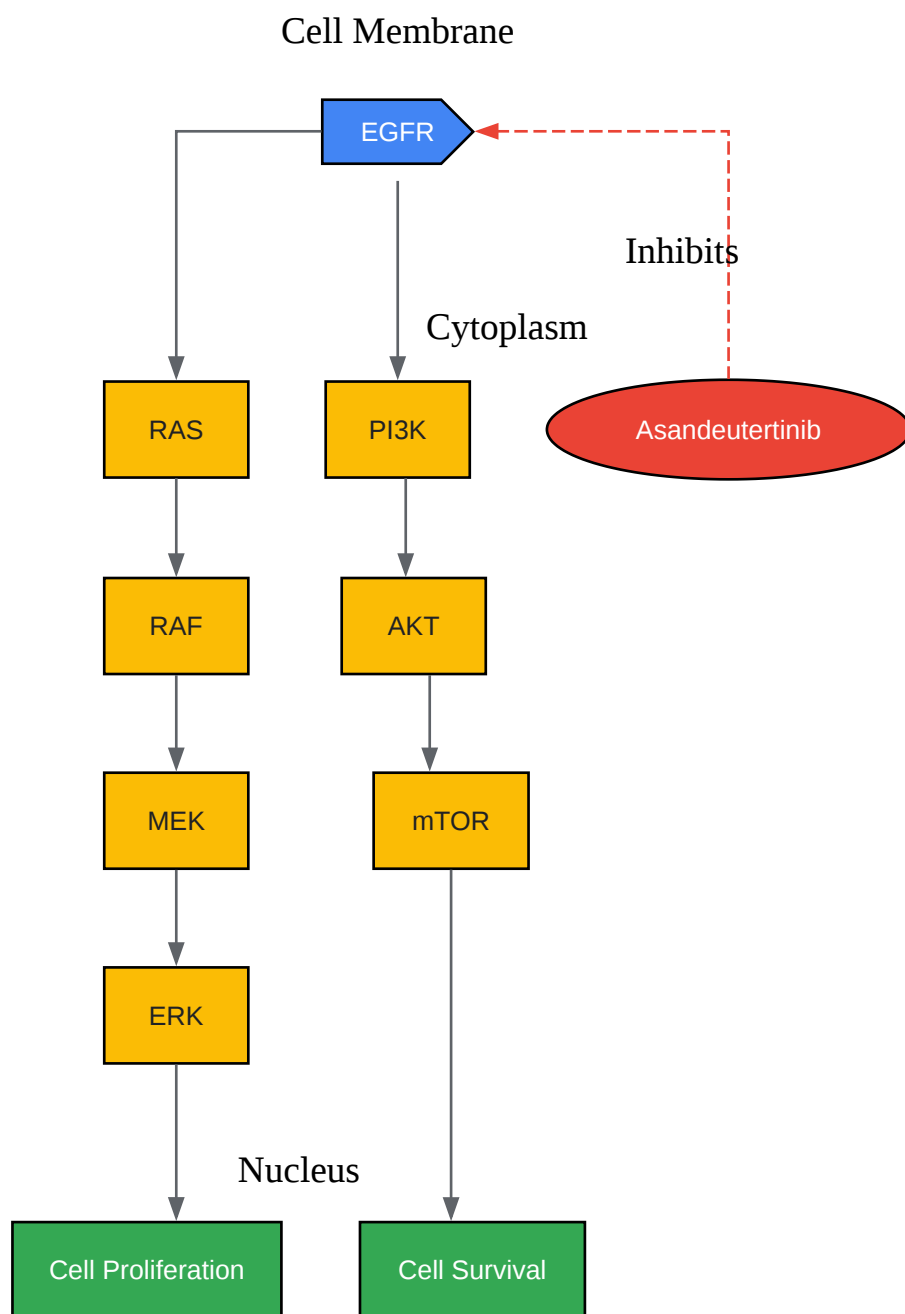 Cell Membrane
EGFR
Inhibits
Cytoplasm
RAS
PI3K
Asandeutertinib
RAF
AKT
MEK
mTOR
ERK
Nucleus
Cell Proliferation
Cell Survival